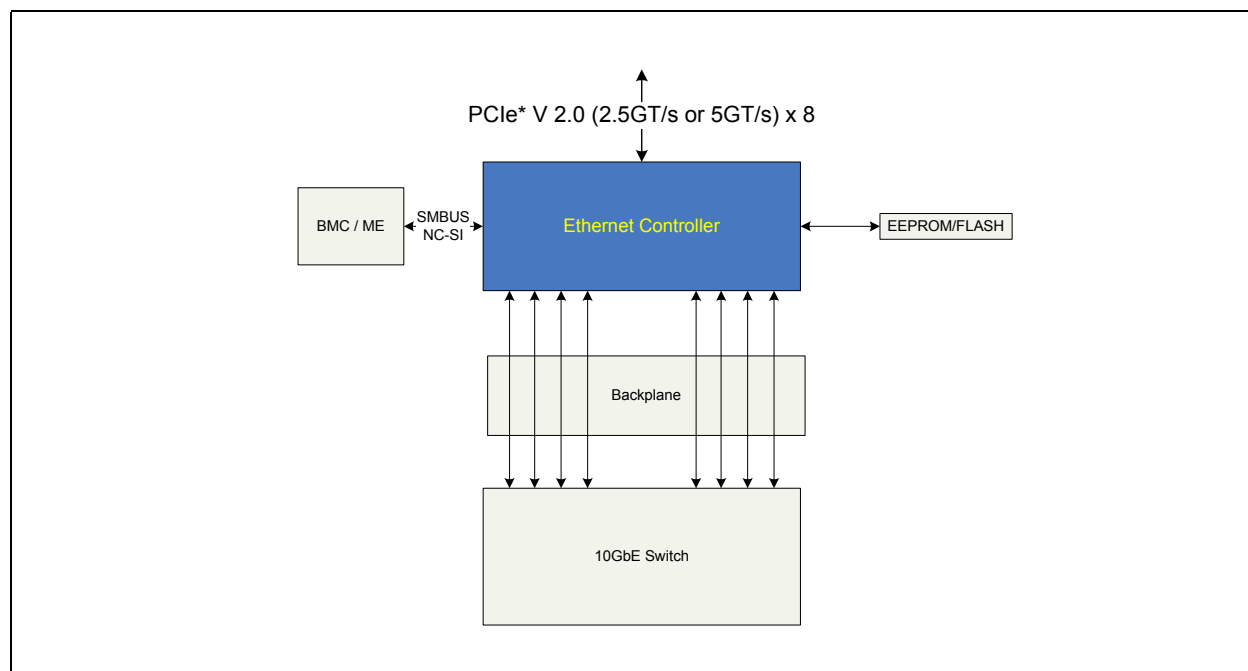 PCIe* V 2.0 (2.5GT/s or 5GT/s) x 8
BMC / ME
SMBUS
NC-SI
Ethernet Controller
EEPROM/FLASH
Backplane
10GbE Switch